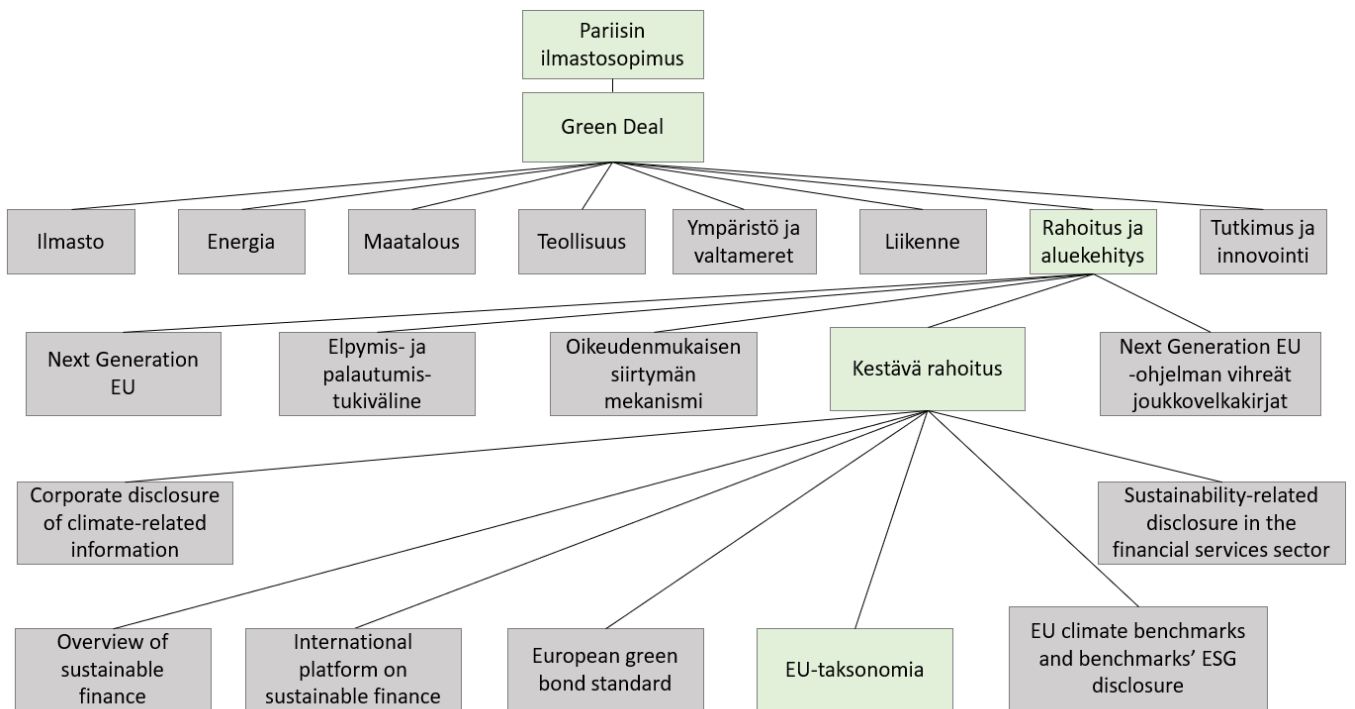 Pariisin
ilmastosopimus
Green Deal
Ilmasto
Energia
Maatalous
Teollisuus
Ympäristö ja
valtameret
Liikenne
Rahoitus ja
aluekehitys
Tutkimus ja
innovointi
Next Generation
EU
Elpymis- ja
palautumis-
tukiväline
Oikeudenmukaisen
siirtymän
mekanismi
Kestävä rahoitus
Next Generation EU
-ohjelman vihreät
joukkovelkakirjat
Corporate disclosure
of climate-related
information
Sustainability-related
disclosure in the
financial services sector
Overview of
sustainable
finance
International
platform on
sustainable finance
European green
bond standard
EU-taksonomia
EU climate benchmarks
and benchmarks’ ESG
disclosure